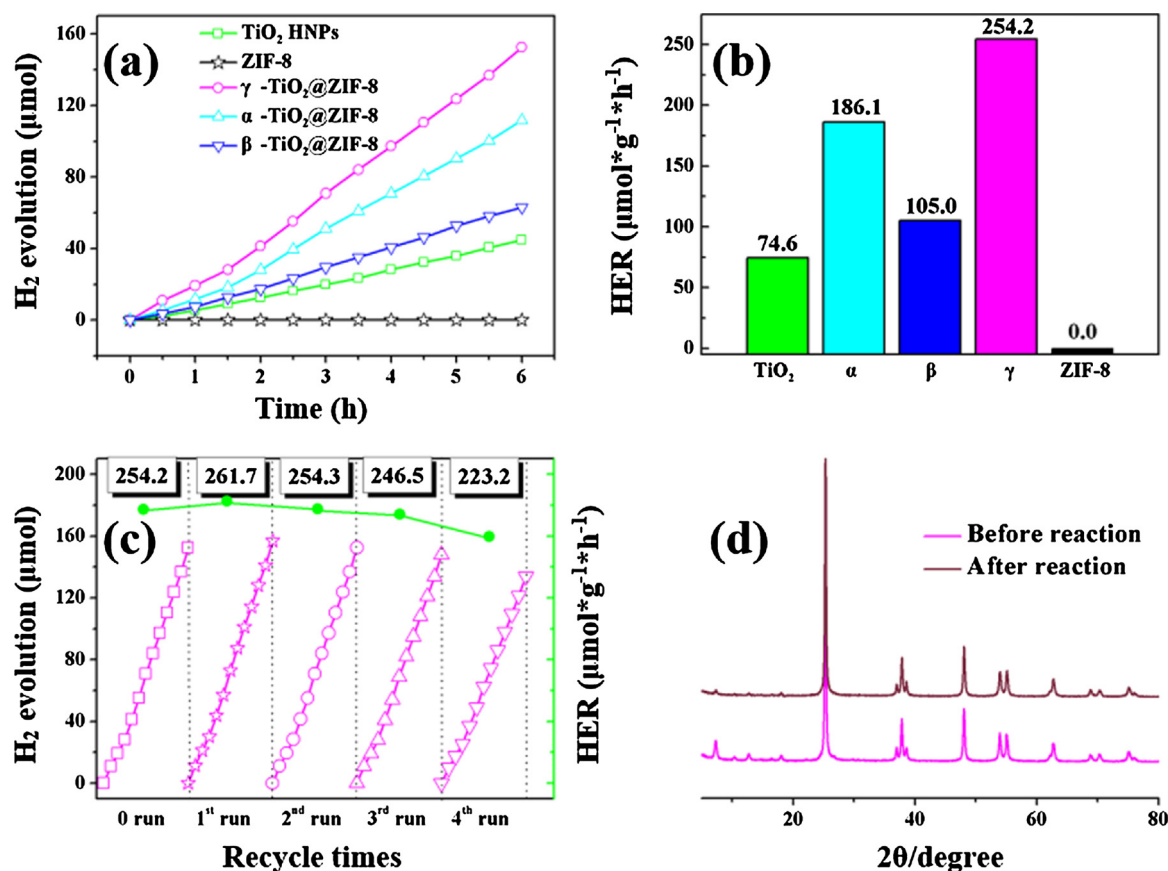 (a)
H₂ evolution (μmol)
160
120
80
40
0
TiO₂ HNPs
ZIF-8
γ -TiO₂@ZIF-8
α -TiO₂@ZIF-8
β -TiO₂@ZIF-8
0 1 2 3 4 5 6
Time (h)
(b)
HER (μmol*g⁻¹*h⁻¹)
250
200
150
100
50
0
74.6
186.1
105.0
254.2
0.0
TiO₂ α β γ ZIF-8
(c)
H₂ evolution (μmol)
200
160
120
80
40
0
254.2 261.7 254.3 246.5 223.2
0 run 1ˢᵗ run 2ⁿᵈ run 3ʳᵈ run 4ᵗʰ run
Recycle times
HER (μmol*g⁻¹*h⁻¹)
(d)
Before reaction
After reaction
20 40 60 80
2θ/degree